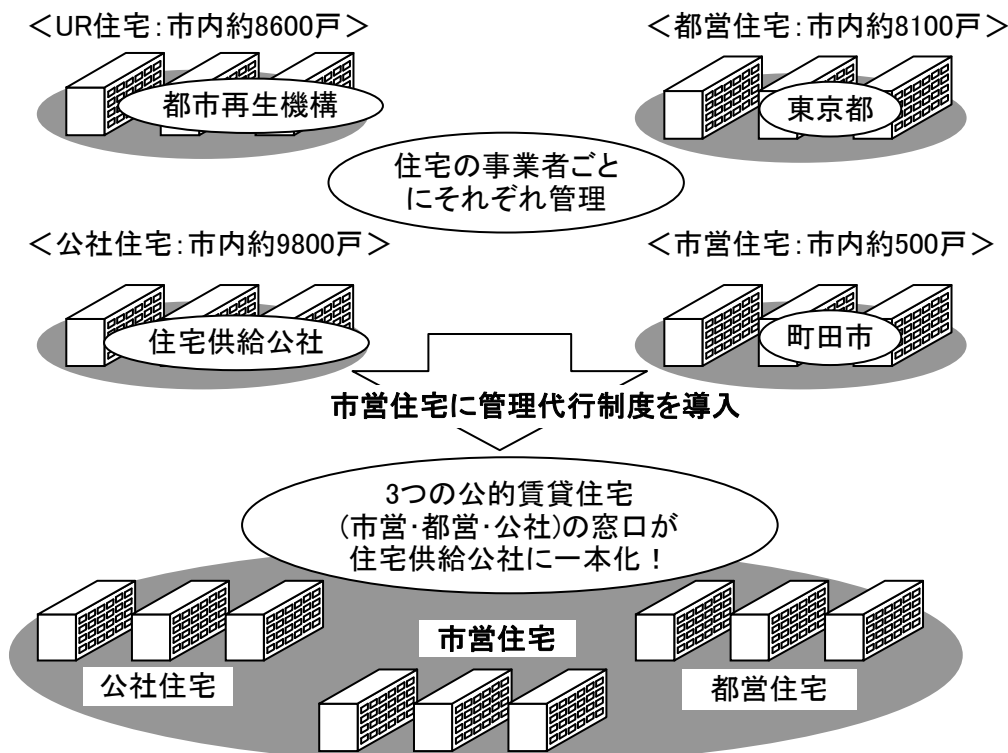 ＜UR住宅：市内約8600戸＞
＜都営住宅：市内約8100戸＞
都市再生機構
東京都
住宅の事業者ごと
にそれぞれ管理
＜公社住宅：市内約9800戸＞
＜市営住宅：市内約500戸＞
住宅供給公社
町田市
市営住宅に管理代行制度を導入
3つの公的賃貸住宅
(市営･都営･公社)の窓口が
住宅供給公社に一本化！
市営住宅
公社住宅
都営住宅